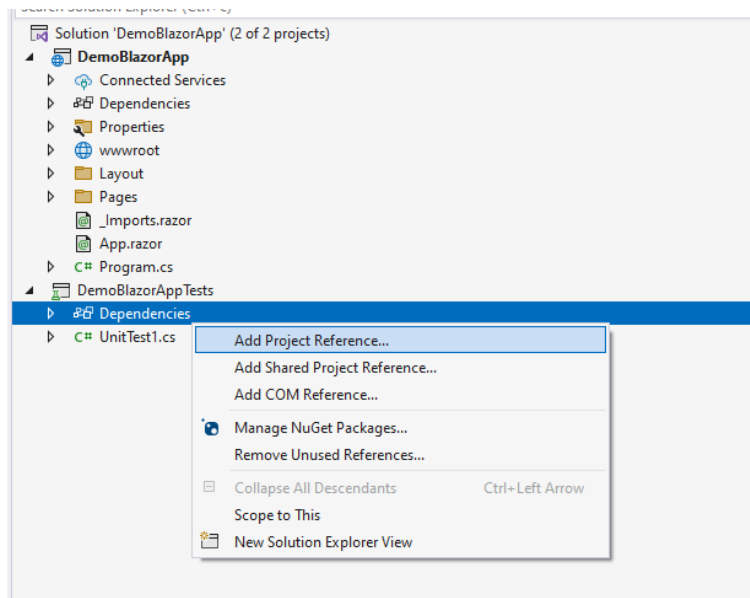 Solution 'DemoBlazorApp' (2 of 2 projects)
DemoBlazorApp
Connected Services
Dependencies
Properties
wwwroot
Layout
Pages
_Imports.razor
App.razor
C# Program.cs
DemoBlazorAppTests
Dependencies
C# UnitTest1.cs
Add Project Reference...
Add Shared Project Reference...
Add COM Reference...
Manage NuGet Packages...
Remove Unused References...
Collapse All Descendants Ctrl+Left Arrow
Scope to This
New Solution Explorer View